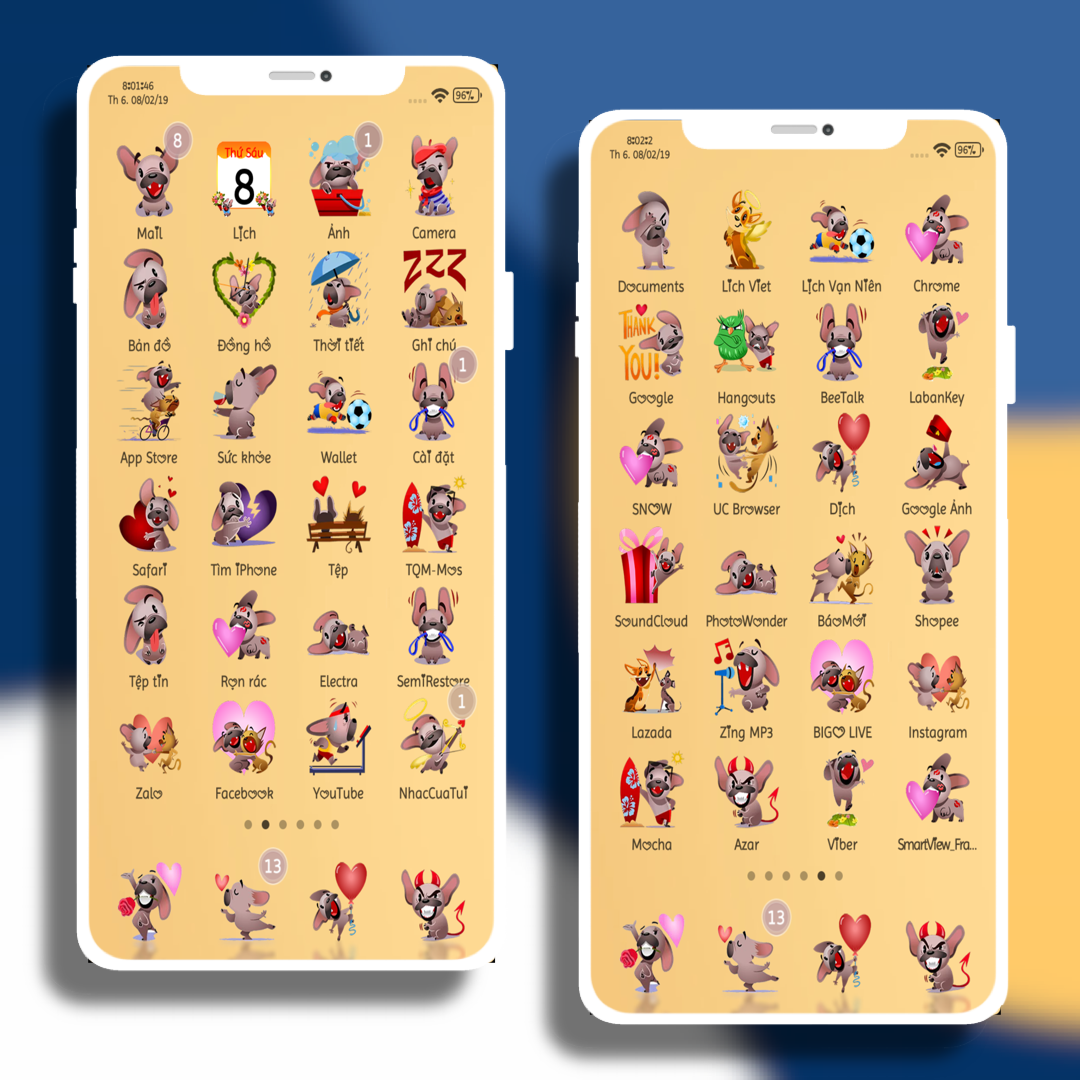 8:01:46
Th 6. 08/02/19
96%
8
1
Thứ Sáu
8
Mail
Lịch
Ảnh
Camera
ZZZ
Bản đồ
Đồng hồ
Thời tiết
Ghi chú
1
App Store
Sức khỏe
Wallet
Cài đặt
Safari
Tìm iPhone
Tệp
TQM-Mos
Tệp tin
Rọn rác
Electra
SemiRestore
1
Zalo
Facebook
YouTube
NhacCuaTui
13
8:02:2
Th 6. 08/02/19
96%
Documents
Lich Viet
Lịch Vạn Niên
Chrome
THANK
YOU!
Google
Hangouts
BeeTalk
LabanKey
SNOW
UC Browser
Dịch
Google Ảnh
SoundCloud
PhotoWonder
BáoMới
Shopee
Lazada
Zing MP3
BIGO LIVE
Instagram
Mocha
Azar
Viber
SmartView_Fra...
13